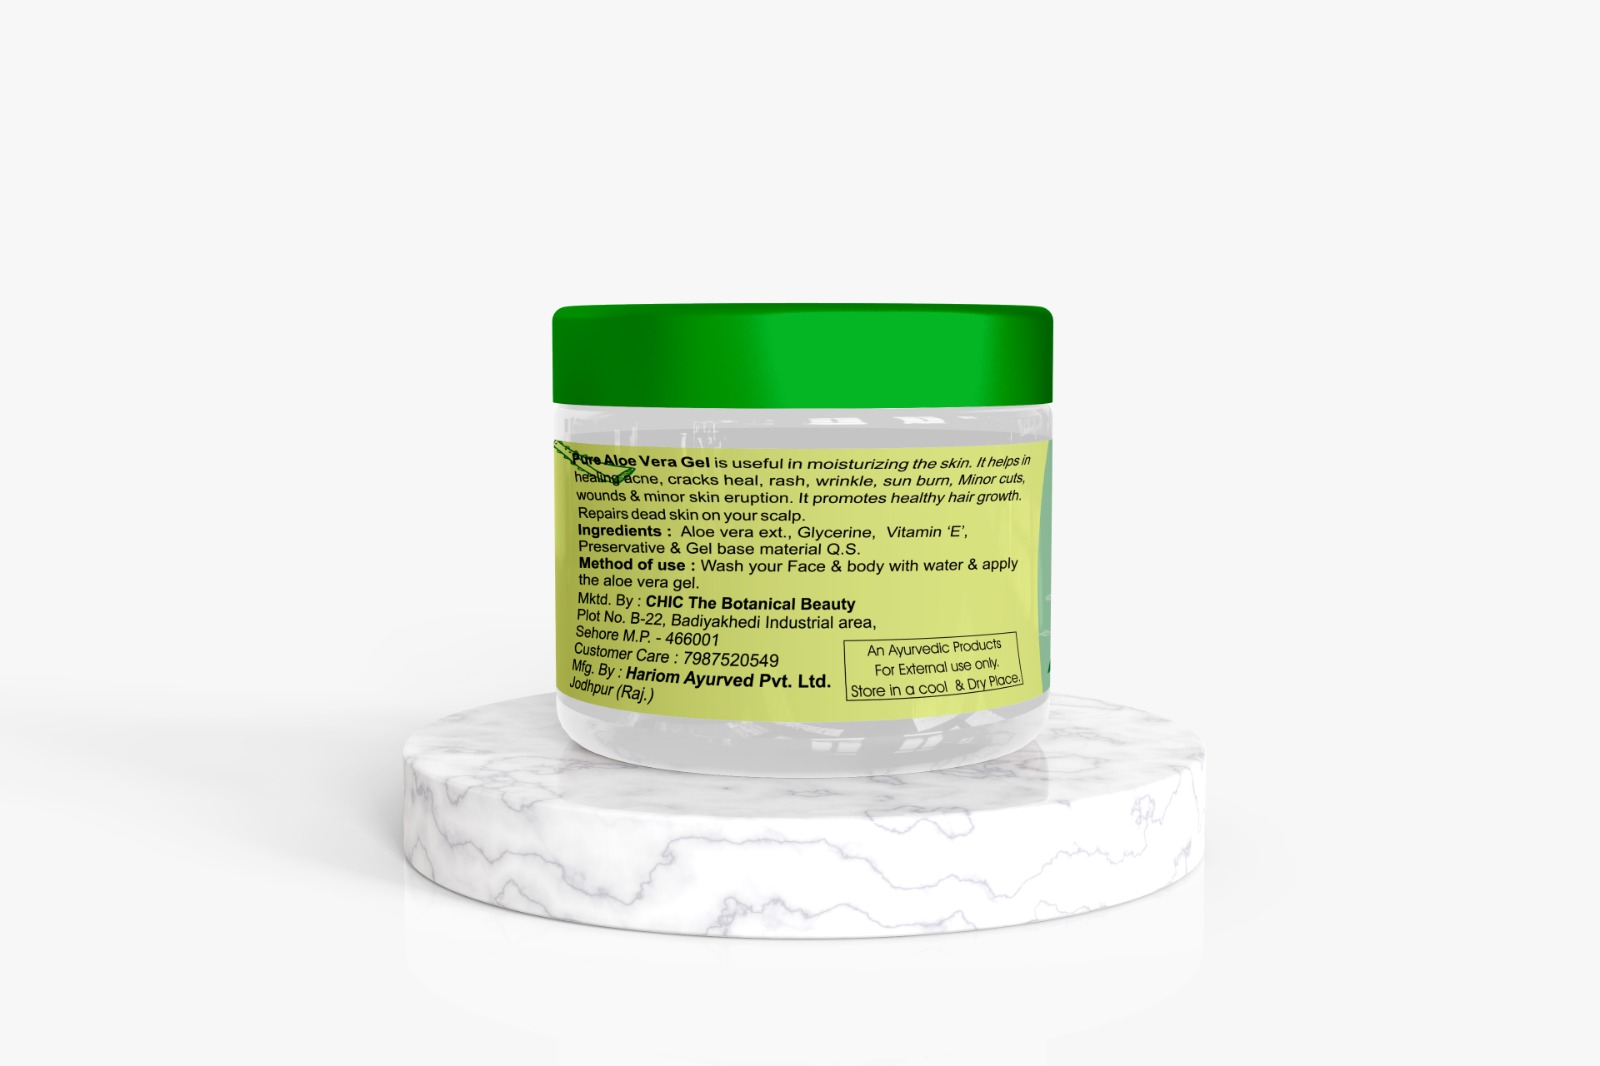 Pure Aloe Vera Gel is useful in moisturizing the skin. It helps in
healing acne, cracks heal, rash, wrinkle, sun burn, Minor cuts,
wounds & minor skin eruption. It promotes healthy hair growth.
Repairs dead skin on your scalp.
Ingredients : Aloe vera ext., Glycerine, Vitamin ‘E’,
Preservative & Gel base material Q.S.
Method of use : Wash your Face & body with water & apply
the aloe vera gel.
Mktd. By : CHIC The Botanical Beauty
Plot No. B-22, Badiyakhedi Industrial area,
Sehore M.P. - 466001
Customer Care : 7987520549
Mfg. By : Hariom Ayurved Pvt. Ltd.
Jodhpur (Raj.)
An Ayurvedic Products
For External use only.
Store in a cool & Dry Place.